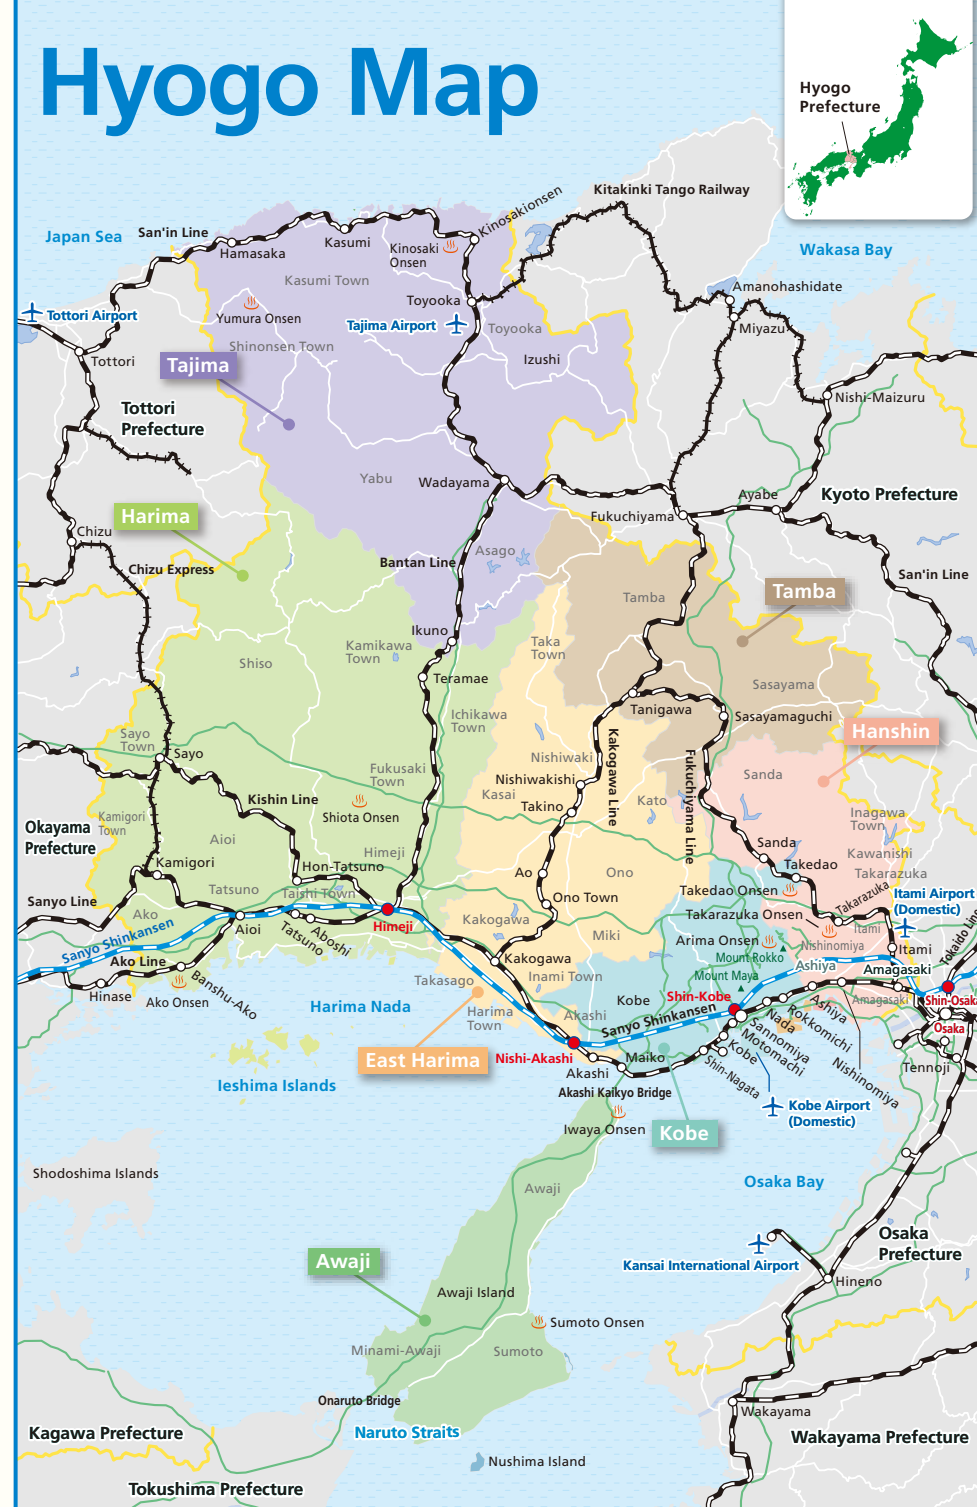 Hyogo Map
Hyogo
Prefecture
Kitakinki Tango Railway
Kinosakionsen
Japan Sea
San'in Line
Hamasaka
Kasumi
Kinosaki
Onsen
Wakasa Bay
Kasumi Town
Amanohashidate
Toyooka
Tottori Airport
Yumura Onsen
Tajima Airport
Toyooka
Miyazu
Shinonsen Town
Izushi
Tottori
Tajima
Nishi-Maizuru
Tottori
Prefecture
Yabu
Wadayama
Ayabe
Kyoto Prefecture
Harima
Fukuchiyama
Chizu
Asago
Chizu Express
Bantan Line
San'in Line
Tamba
Tamba
Ikuno
Kamikawa
Town
Taka
Town
Shiso
Teramae
Sasayama
Tanigawa
Sasayamaguchi
Ichikawa
Town
Hanshin
Sayo
Town
Sayo
Kakogawa Line
Fukuchiyama Line
Nishiwaki
Fukusaki
Town
Nishiwakishi
Sanda
Kasai
Kishin Line
Takino
Kato
Shiota Onsen
Inagawa
Town
Okayama
Prefecture
Kamigori
Town
Aioi
Himeji
Sanda
Kawanishi
Kamigori
Hon-Tatsuno
Ao
Ono
Takedao
Takarazuka
Tatsuno
Taishi Town
Takedao Onsen
Takarazuka
Itami Airport
(Domestic)
Sanyo Line
Ono Town
Ako
Himeji
Kakogawa
Takarazuka Onsen
Itami
Sanyo Shinkansen
Aioi
Tatsuno
Aboshi
Miki
Arima Onsen
Nishinomiya
Itami
Tokaido Line
Ako Line
Kakogawa
Mount Rokko
Ashiya
Amagasaki
Hinase
Ako Onsen
Banshu-Ako
Takasago
Inami Town
Mount Maya
Harima Nada
Harima
Town
Akashi
Kobe
Shin-Kobe
Ashiya
Amagasaki
Shin-Osaka
Sanyo Shinkansen
Nada
Rokkomichi
Osaka
Sannomiya
Motomachi
Kobe
East Harima
Nishi-Akashi
Maiko
Shin-Nagata
Nishinomiya
Tennoji
Akashi
Ieshima Islands
Akashi Kaikyo Bridge
Kobe Airport
(Domestic)
Iwaya Onsen
Kobe
Shodoshima Islands
Osaka Bay
Awaji
Osaka
Prefecture
Awaji
Kansai International Airport
Hineno
Awaji Island
Sumoto Onsen
Minami-Awaji
Sumoto
Onaruto Bridge
Wakayama
Kagawa Prefecture
Naruto Straits
Wakayama Prefecture
Nushima Island
Tokushima Prefecture